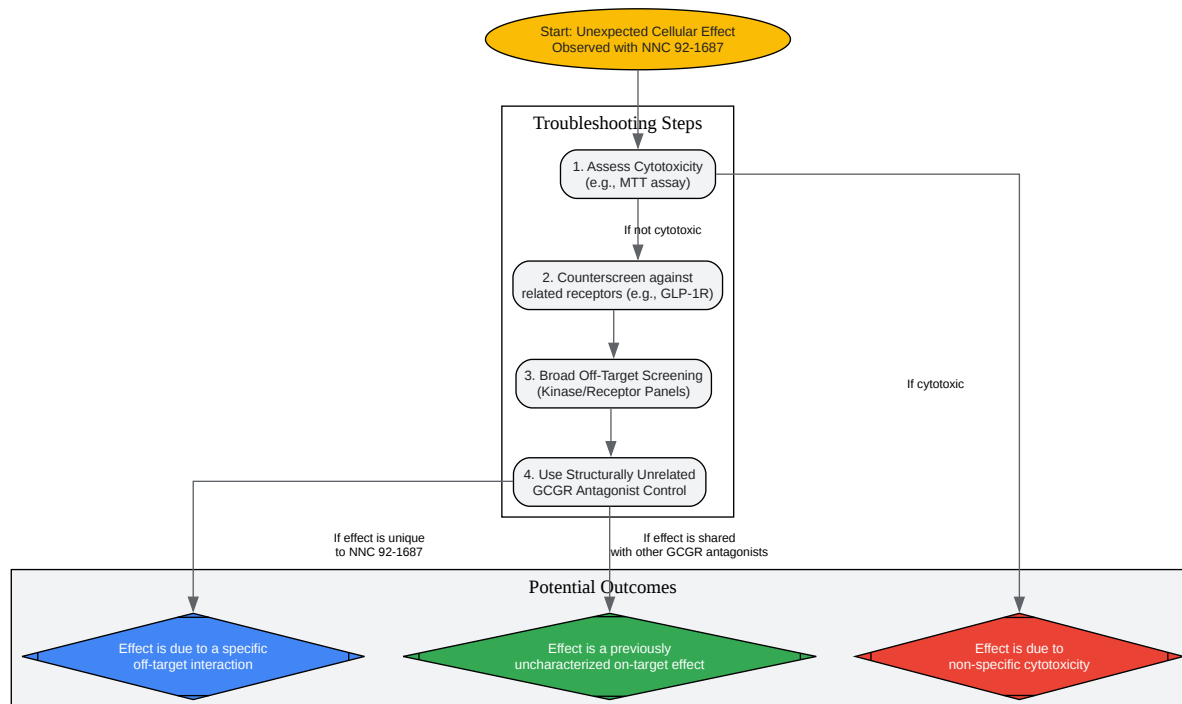 Start: Unexpected Cellular Effect
Observed with NNC 92-1687
Troubleshooting Steps
1. Assess Cytotoxicity
(e.g., MTT assay)
If not cytotoxic
2. Counterscreen against
related receptors (e.g., GLP-1R)
3. Broad Off-Target Screening
(Kinase/Receptor Panels)
If cytotoxic
4. Use Structurally Unrelated
GCGR Antagonist Control
If effect is unique
to NNC 92-1687
If effect is shared
with other GCGR antagonists
Potential Outcomes
Effect is due to a specific
off-target interaction
Effect is a previously
uncharacterized on-target effect
Effect is due to
non-specific cytotoxicity